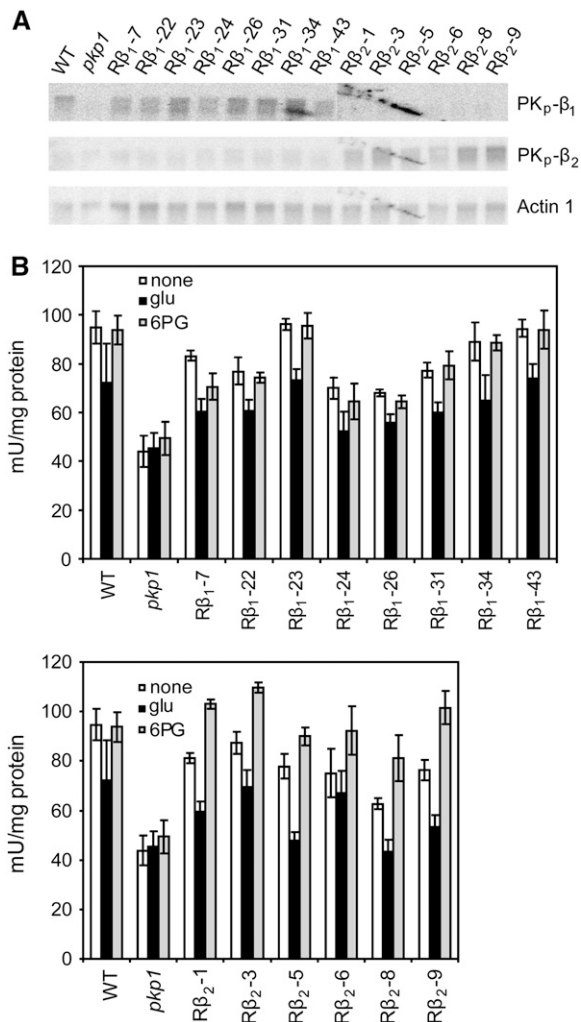 A
WT pkp1 Rβ1-7 Rβ1-22 Rβ1-23 Rβ1-24 Rβ1-26 Rβ1-31 Rβ1-34 Rβ1-43 Rβ2-1 Rβ2-3 Rβ2-5 Rβ2-6 Rβ2-8 Rβ2-9
PKp-β1
PKp-β2
Actin 1
B
120
100
80
60
40
20
0
mU/mg protein
none
glu
6PG
WT pkp1 Rβ1-7 Rβ1-22 Rβ1-23 Rβ1-24 Rβ1-26 Rβ1-31 Rβ1-34 Rβ1-43
120
100
80
60
40
20
0
mU/mg protein
none
glu
6PG
WT pkp1 Rβ2-1 Rβ2-3 Rβ2-5 Rβ2-6 Rβ2-8 Rβ2-9